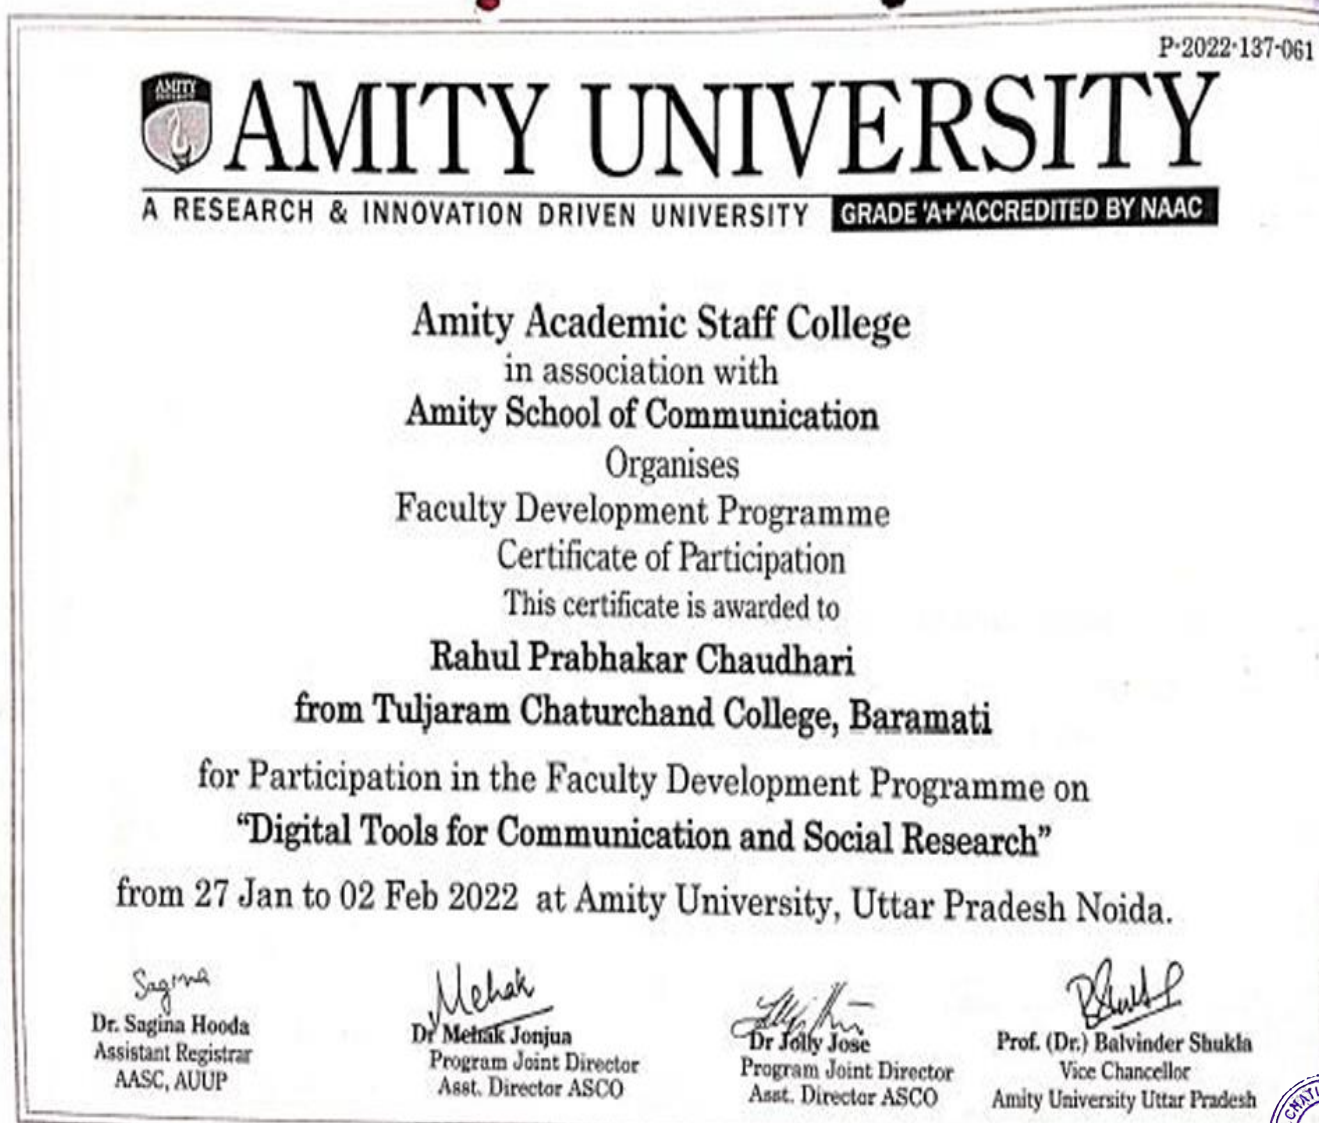 P-2022-137-061
AMITY
AMITY UNIVERSITY
A RESEARCH & INNOVATION DRIVEN UNIVERSITY GRADE 'A+'ACCREDITED BY NAAC
Amity Academic Staff College
in association with
Amity School of Communication
Organises
Faculty Development Programme
Certificate of Participation
This certificate is awarded to
Rahul Prabhakar Chaudhari
from Tuljaram Chaturchand College, Baramati
for Participation in the Faculty Development Programme on
“Digital Tools for Communication and Social Research”
from 27 Jan to 02 Feb 2022 at Amity University, Uttar Pradesh Noida.
Sagina
Dr. Sagina Hooda
Assistant Registrar
AASC, AUUP
Mehak
Dr Mehak Jonjua
Program Joint Director
Asst. Director ASCO
Dr Jolly Jose
Program Joint Director
Asst. Director ASCO
Prof. (Dr.) Balvinder Shukla
Vice Chancellor
Amity University Uttar Pradesh